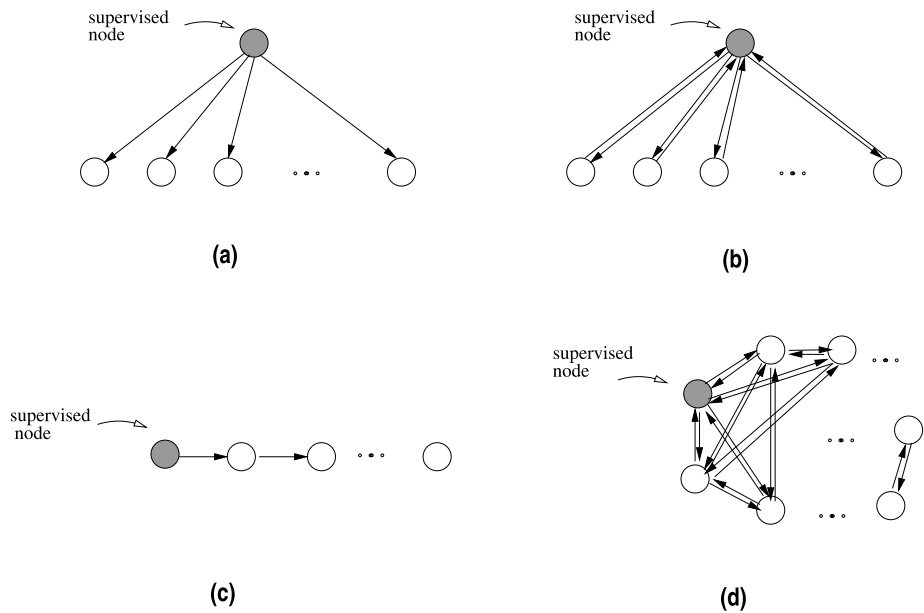 supervised
node
(a)
supervised
node
(b)
supervised
node
(c)
supervised
node
(d)